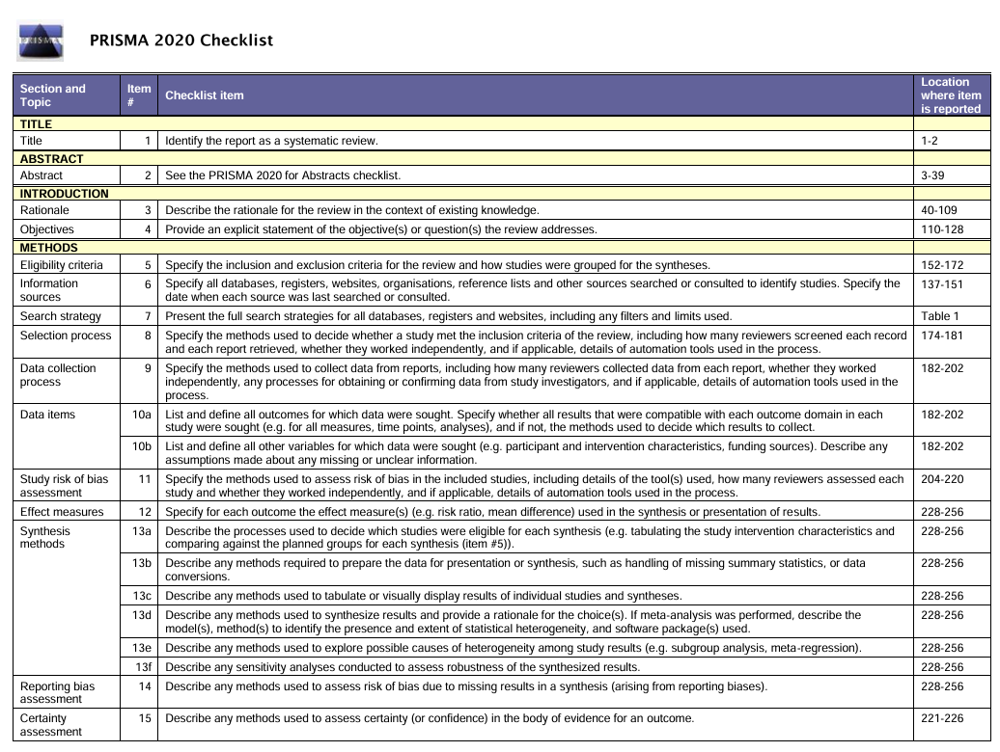 PRISMA
PRISMA 2020 Checklist
Section and Topic Item # Checklist item Location where item is reported
TITLE
Title 1 Identify the report as a systematic review. 1-2
ABSTRACT
Abstract 2 See the PRISMA 2020 for Abstracts checklist. 3-39
INTRODUCTION
Rationale 3 Describe the rationale for the review in the context of existing knowledge. 40-109
Objectives 4 Provide an explicit statement of the objective(s) or question(s) the review addresses. 110-128
METHODS
Eligibility criteria 5 Specify the inclusion and exclusion criteria for the review and how studies were grouped for the syntheses. 152-172
Information 6 Specify all databases, registers, websites, organisations, reference lists and other sources searched or consulted to identify studies. Specify the 137-151
sources date when each source was last searched or consulted.
Search strategy 7 Present the full search strategies for all databases, registers and websites, including any filters and limits used. Table 1
Selection process 8 Specify the methods used to decide whether a study met the inclusion criteria of the review, including how many reviewers screened each record 174-181
and each report retrieved, whether they worked independently, and if applicable, details of automation tools used in the process.
Data collection 9 Specify the methods used to collect data from reports, including how many reviewers collected data from each report, whether they worked 182-202
process independently, any processes for obtaining or confirming data from study investigators, and if applicable, details of automation tools used in the
process.
Data items 10a List and define all outcomes for which data were sought. Specify whether all results that were compatible with each outcome domain in each 182-202
study were sought (e.g. for all measures, time points, analyses), and if not, the methods used to decide which results to collect.
10b List and define all other variables for which data were sought (e.g. participant and intervention characteristics, funding sources). Describe any 182-202
assumptions made about any missing or unclear information.
Study risk of bias 11 Specify the methods used to assess risk of bias in the included studies, including details of the tool(s) used, how many reviewers assessed each 204-220
assessment study and whether they worked independently, and if applicable, details of automation tools used in the process.
Effect measures 12 Specify for each outcome the effect measure(s) (e.g. risk ratio, mean difference) used in the synthesis or presentation of results. 228-256
Synthesis 13a Describe the processes used to decide which studies were eligible for each synthesis (e.g. tabulating the study intervention characteristics and 228-256
methods comparing against the planned groups for each synthesis (item #5)).
13b Describe any methods required to prepare the data for presentation or synthesis, such as handling of missing summary statistics, or data 228-256
conversions.
13c Describe any methods used to tabulate or visually display results of individual studies and syntheses. 228-256
13d Describe any methods used to synthesize results and provide a rationale for the choice(s). If meta-analysis was performed, describe the 228-256
model(s), method(s) to identify the presence and extent of statistical heterogeneity, and software package(s) used.
13e Describe any methods used to explore possible causes of heterogeneity among study results (e.g. subgroup analysis, meta-regression). 228-256
13f Describe any sensitivity analyses conducted to assess robustness of the synthesized results. 228-256
Reporting bias 14 Describe any methods used to assess risk of bias due to missing results in a synthesis (arising from reporting biases). 228-256
assessment
Certainty 15 Describe any methods used to assess certainty (or confidence) in the body of evidence for an outcome. 221-226
assessment